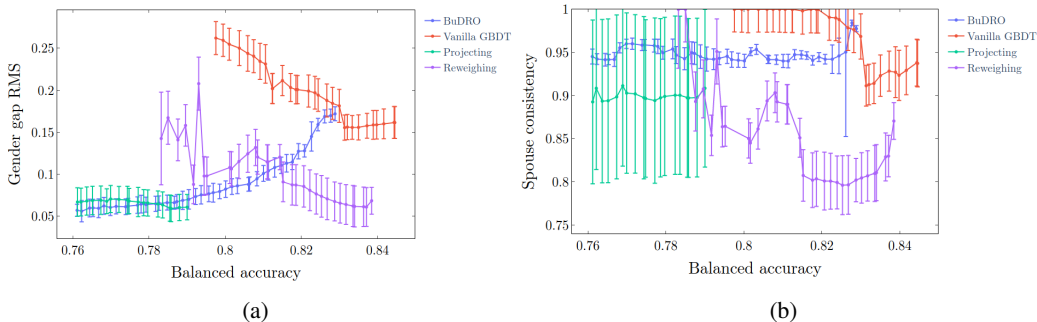 Gender gap RMS
0.25
0.2
0.15
0.1
0.05
0.76
0.78
0.8
0.82
0.84
Balanced accuracy
BuDRO
Vanilla GBDT
Projecting
Reweighing
(a)
Spouse consistency
1
0.95
0.9
0.85
0.8
0.75
0.76
0.78
0.8
0.82
0.84
Balanced accuracy
BuDRO
Vanilla GBDT
Projecting
Reweighing
(b)